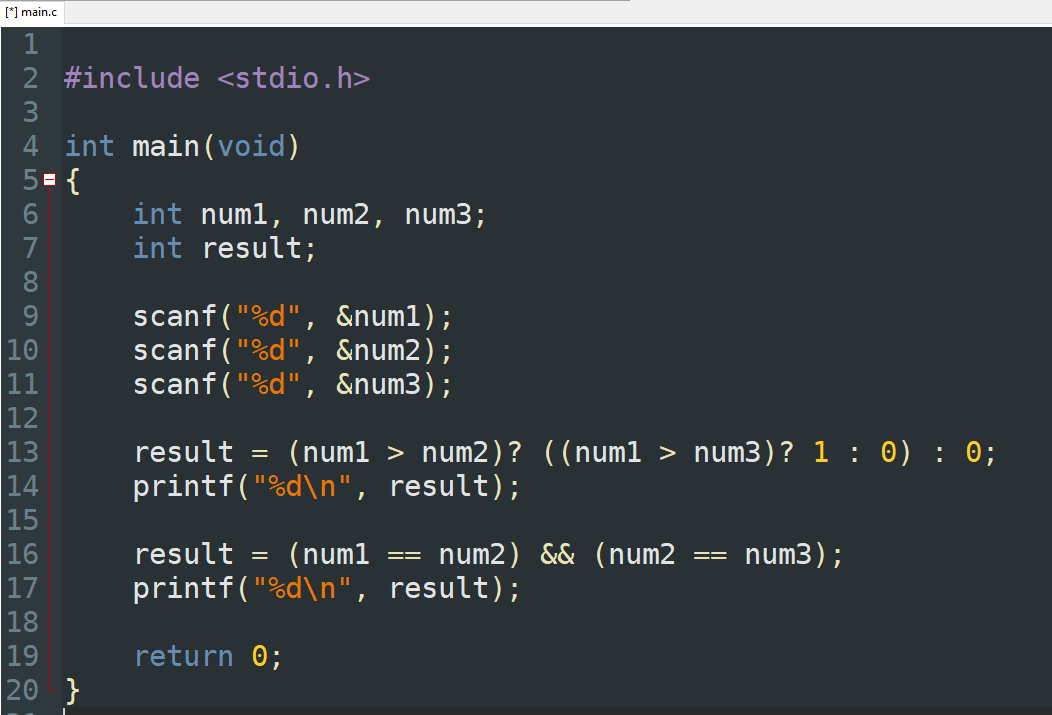 [*] main.c
1
2 #include <stdio.h>
3
4 int main(void)
5 {
6     int num1, num2, num3;
7     int result;
8
9     scanf("%d", &num1);
10     scanf("%d", &num2);
11     scanf("%d", &num3);
12
13     result = (num1 > num2)? ((num1 > num3)? 1 : 0) : 0;
14     printf("%d\n", result);
15
16     result = (num1 == num2) && (num2 == num3);
17     printf("%d\n", result);
18
19     return 0;
20 }